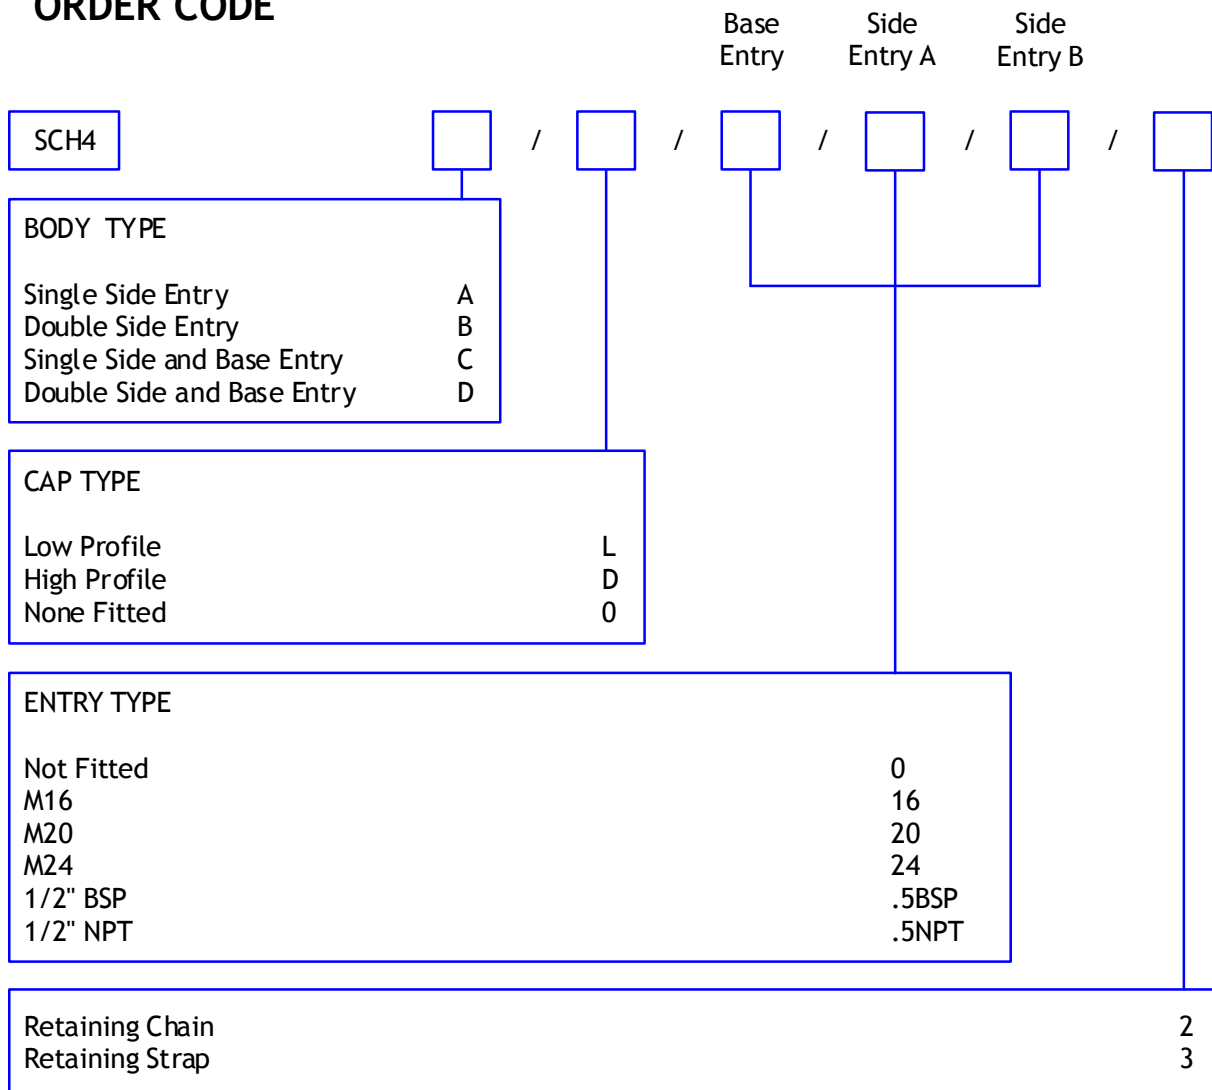 ORDER CODE
Base Side Side
Entry Entry A Entry B
SCH4 / / / / /
BODY TYPE
Single Side Entry A
Double Side Entry B
Single Side and Base Entry C
Double Side and Base Entry D
CAP TYPE
Low Profile L
High Profile D
None Fitted 0
ENTRY TYPE
Not Fitted 0
M16 16
M20 20
M24 24
1/2" BSP .5BSP
1/2" NPT .5NPT
Retaining Chain 2
Retaining Strap 3